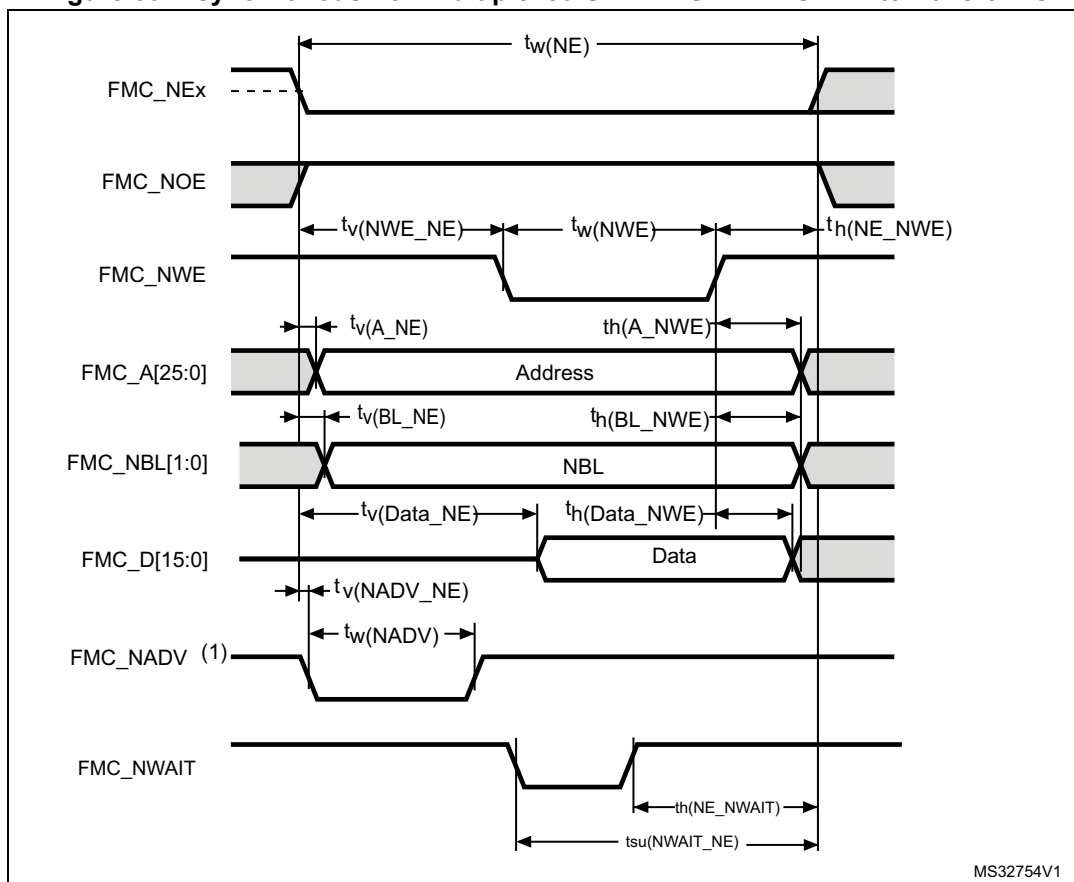 tw(NE)
FMC_NEx
FMC_NOE
tv(NWE_NE) tw(NWE) th(NE_NWE)
FMC_NWE
tv(A_NE) th(A_NWE)
FMC_A[25:0] Address
tv(BL_NE) th(BL_NWE)
FMC_NBL[1:0] NBL
tv(Data_NE) th(Data_NWE)
FMC_D[15:0] Data
tv(NADV_NE)
tw(NADV)
FMC_NADV (1)
FMC_NWAIT
th(NE_NWAIT)
tsu(NWAIT_NE)
MS32754V1